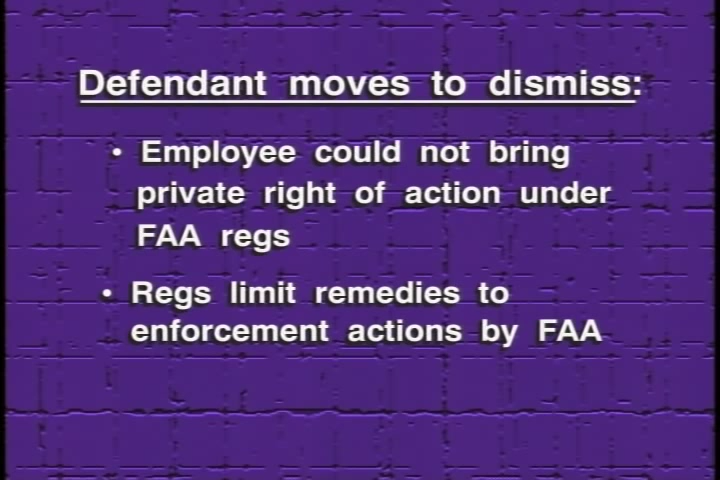 Defendant moves to dismiss:
• Employee could not bring
private right of action under
FAA regs
• Regs limit remedies to
enforcement actions by FAA